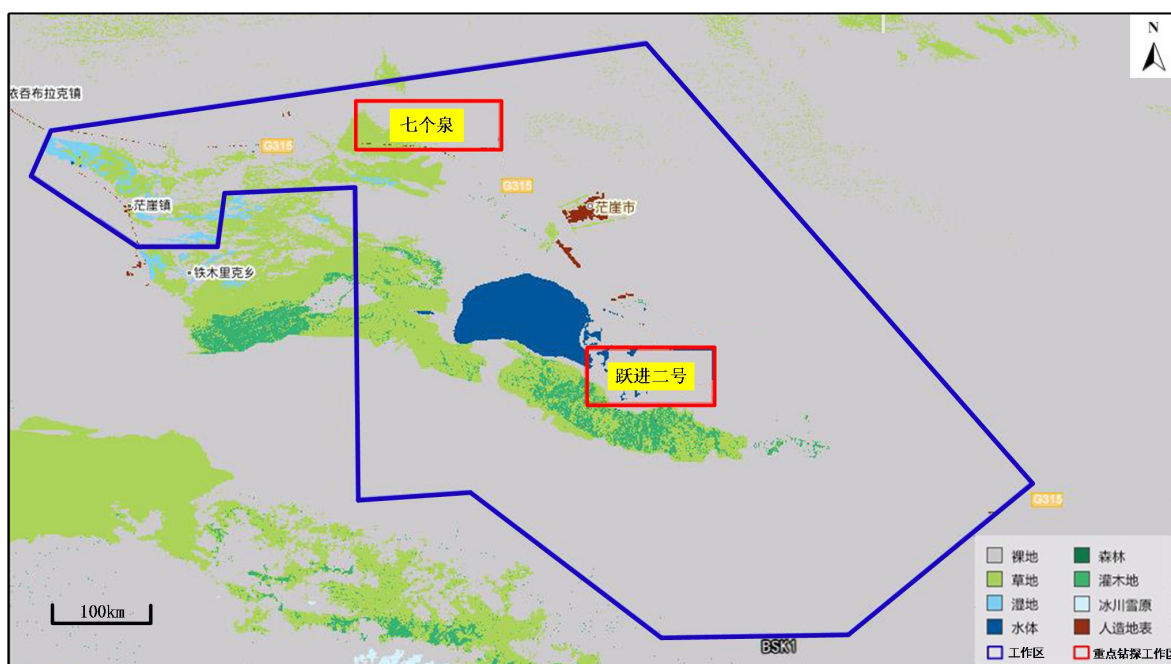 N
依吞布拉克镇
七个泉
G315
G315
茫崖镇
茫崖市
铁木里克乡
跃进二号
G315
裸地
森林
草地
灌木地
湿地
冰川雪原
水体
人造地表
工作区
重点钻探工作区
100km
BSK1